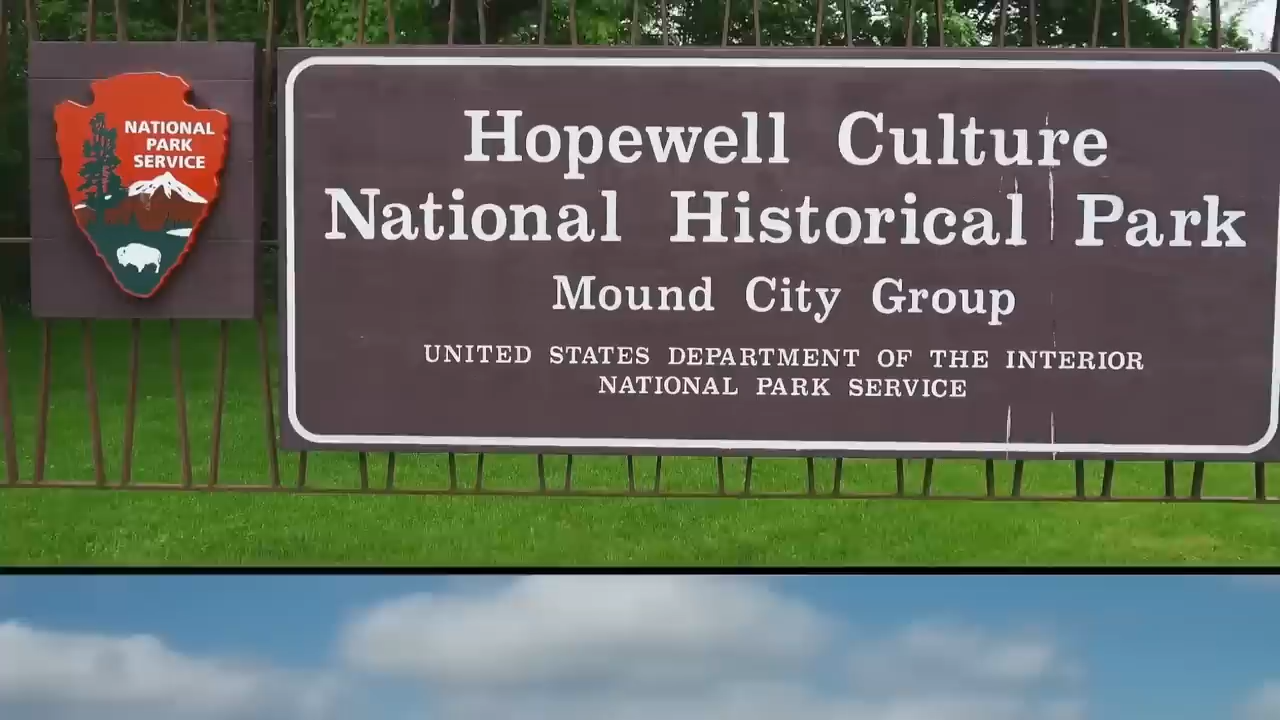 NATIONAL
PARK
SERVICE
Hopewell Culture
National Historical Park
Mound City Group
UNITED STATES DEPARTMENT OF THE INTERIOR
NATIONAL PARK SERVICE